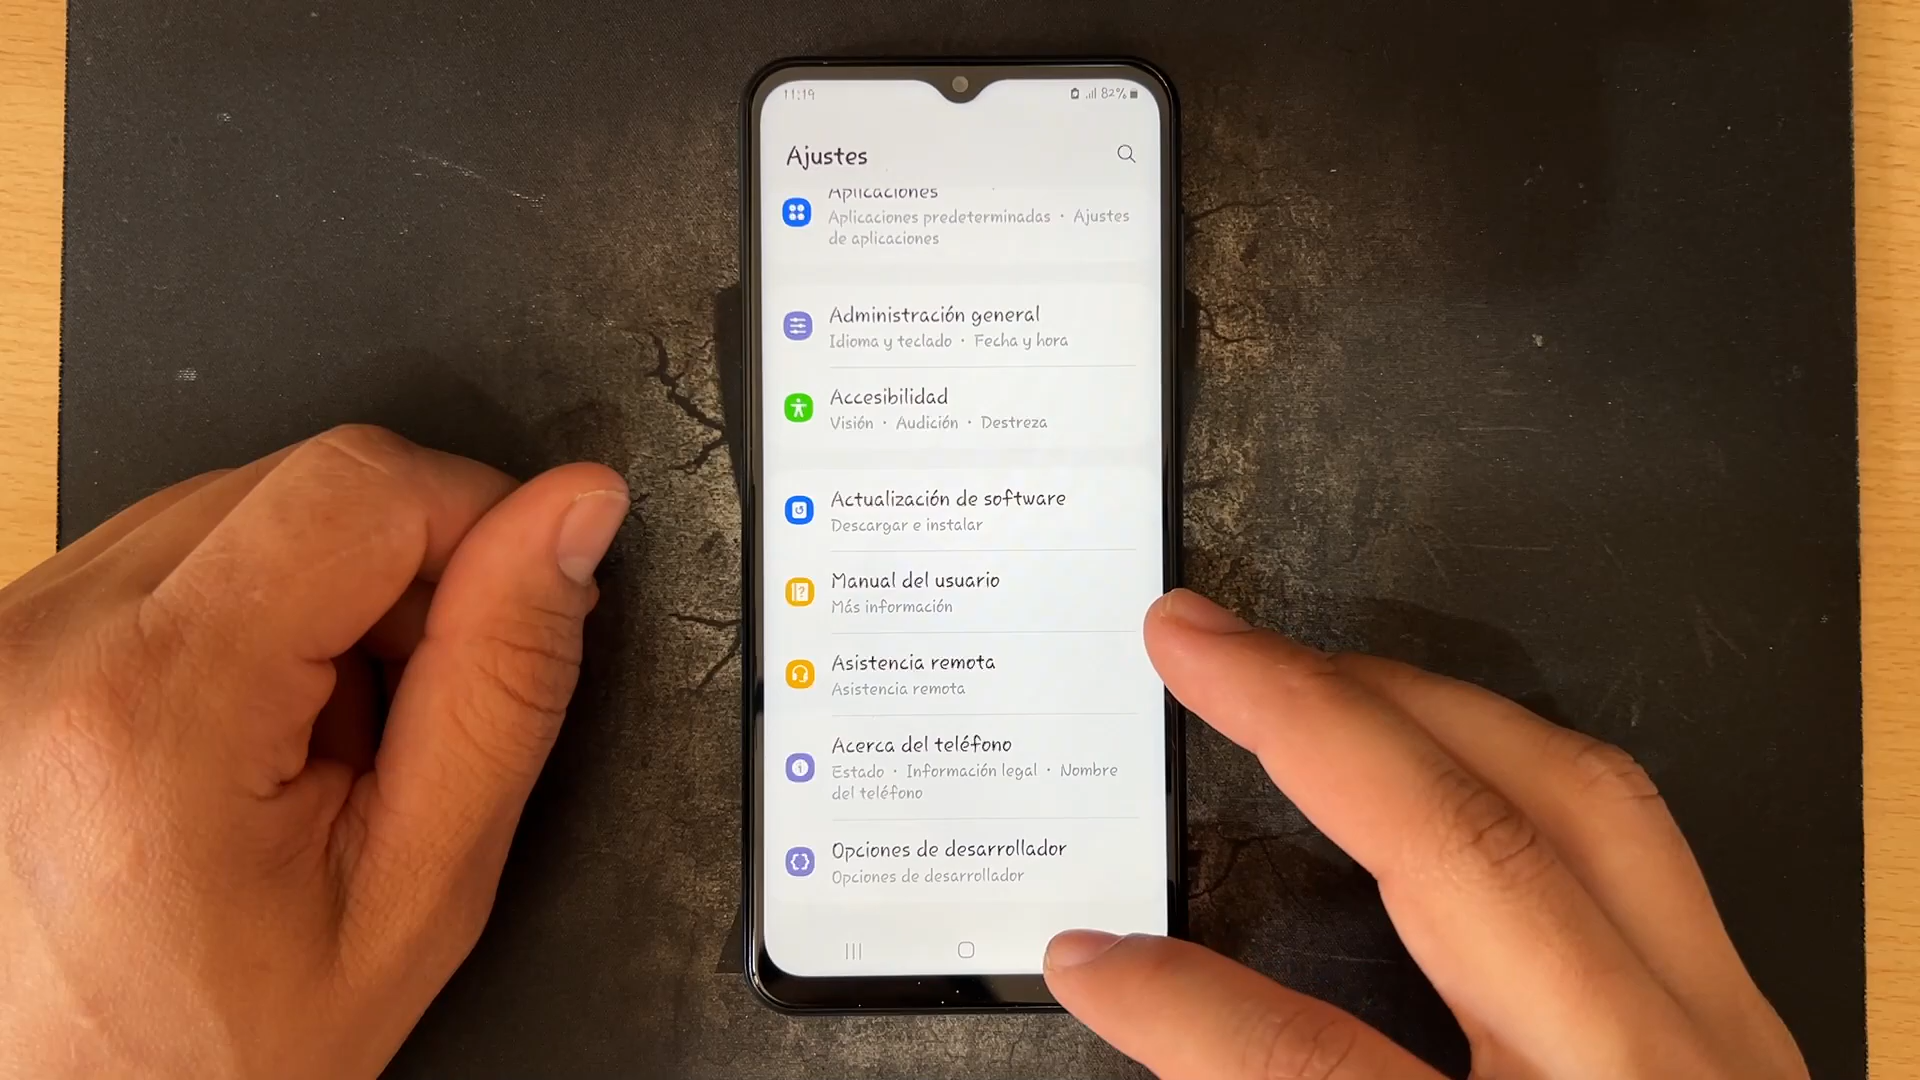 11:19
82%
Ajustes
Aplicaciones
Aplicaciones predeterminadas · Ajustes
de aplicaciones
Administración general
Idioma y teclado · Fecha y hora
Accesibilidad
Visión · Audición · Destreza
Actualización de software
Descargar e instalar
Manual del usuario
Más información
Asistencia remota
Asistencia remota
Acerca del teléfono
Estado · Información legal · Nombre
del teléfono
Opciones de desarrollador
Opciones de desarrollador